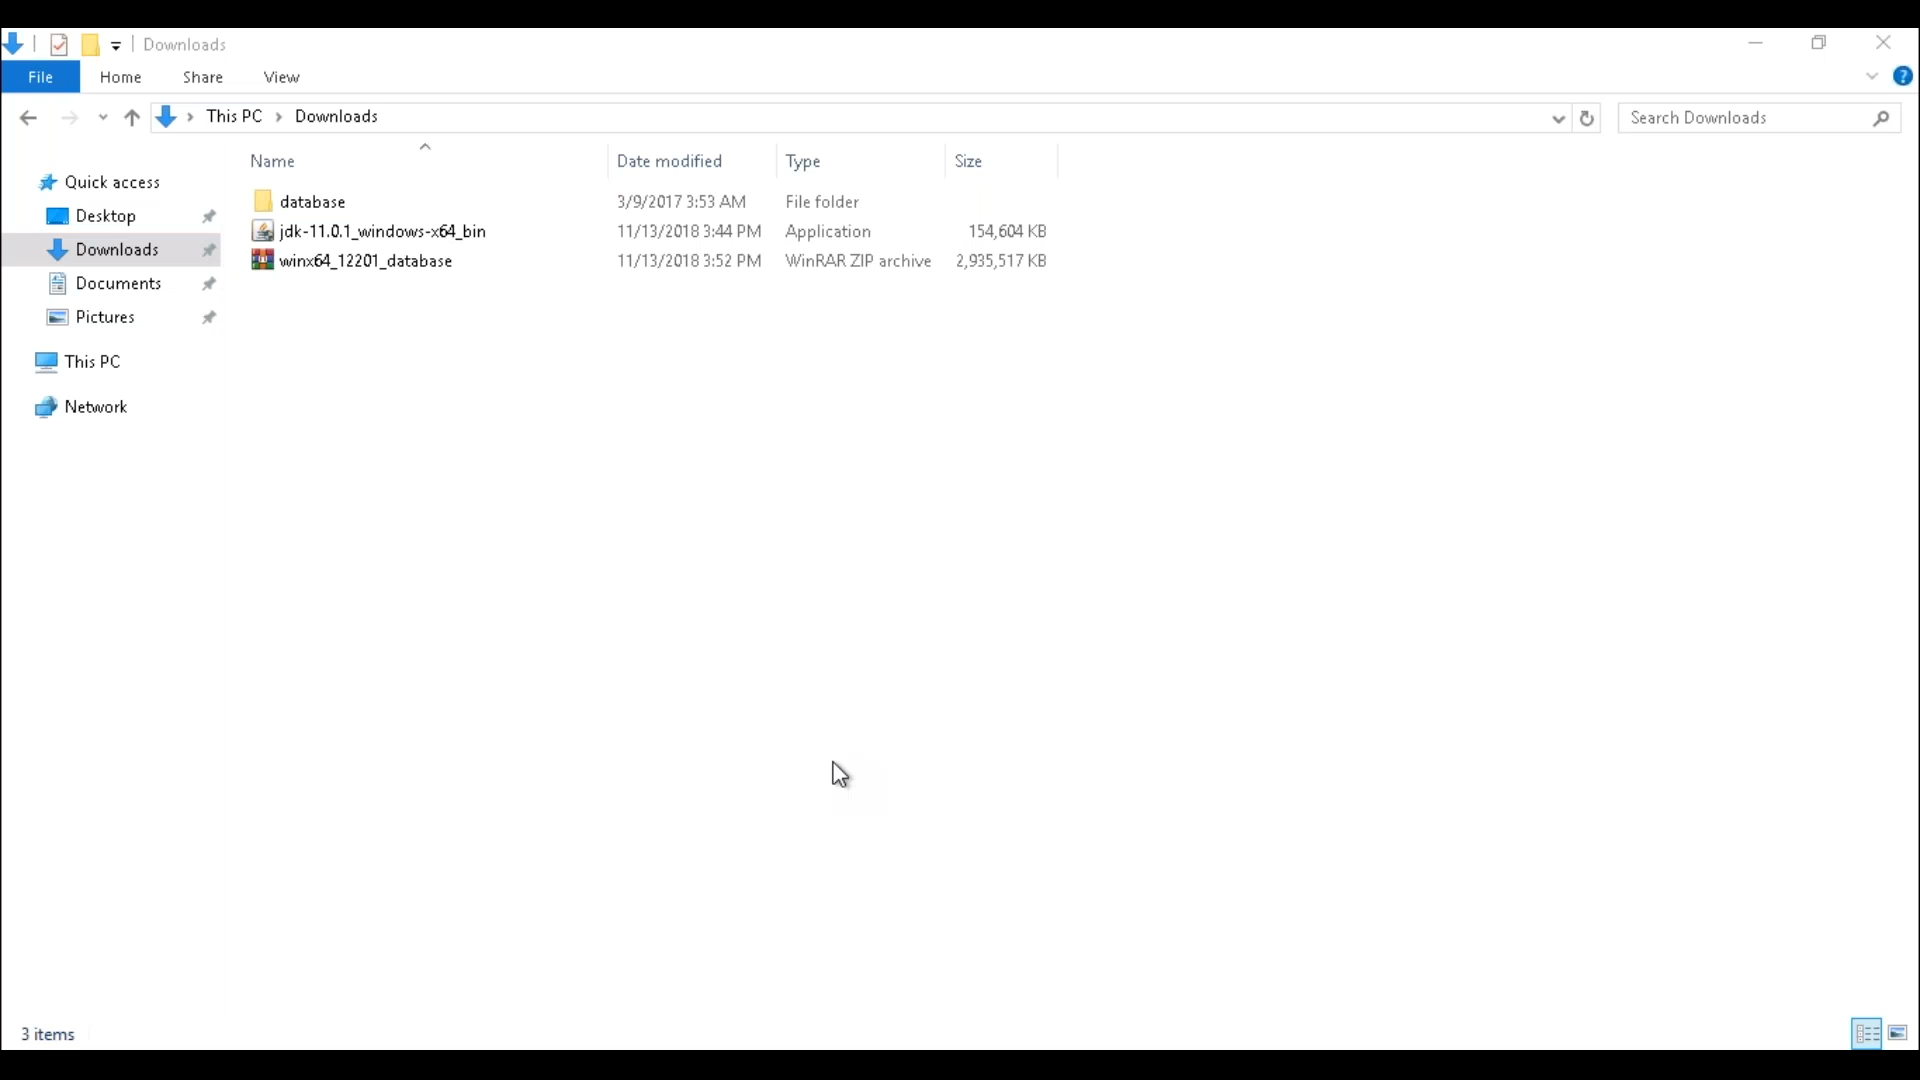 Downloads
File Home Share View
This PC > Downloads
Search Downloads
Name Date modified Type Size
Quick access
Desktop
Downloads
Documents
Pictures
This PC
Network
database 3/9/2017 3:53 AM File folder
jdk-11.0.1_windows-x64_bin 11/13/2018 3:44 PM Application 154,604 KB
winx64_12201_database 11/13/2018 3:52 PM WinRAR ZIP archive 2,935,517 KB
3 items